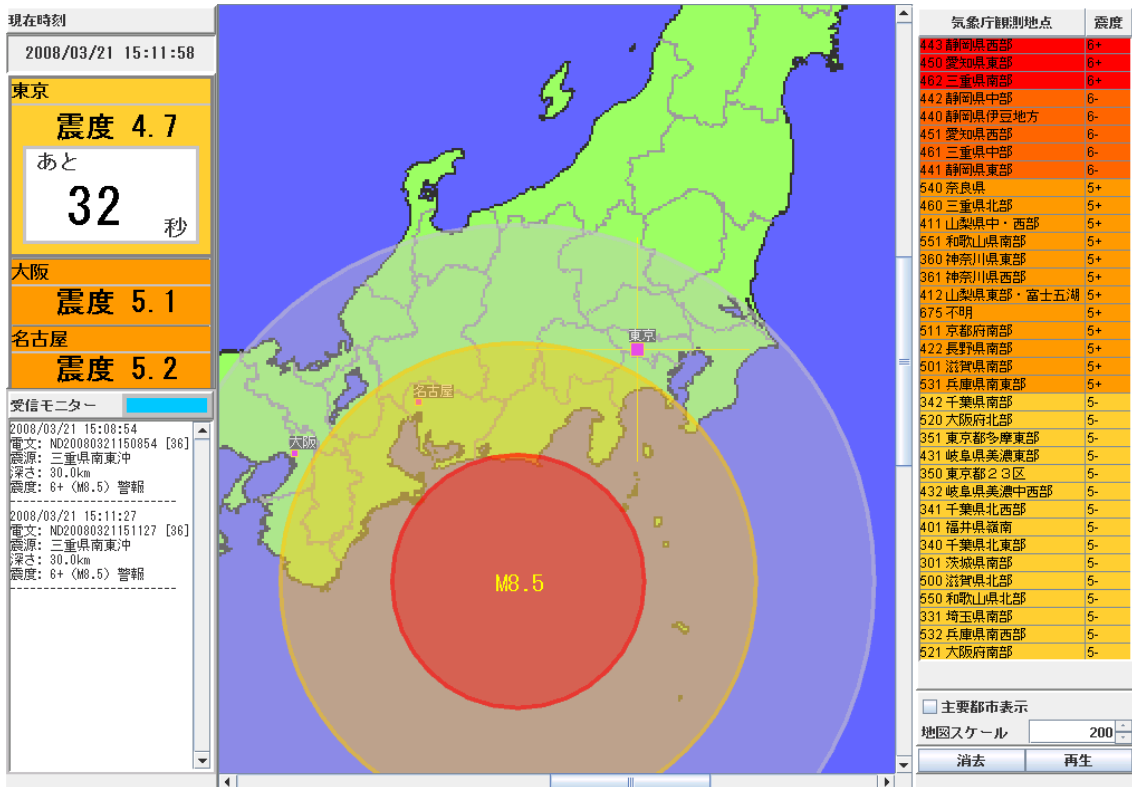 現在時刻
2008/03/21 15:11:58
東京
震度 4.7
あと
32 秒
大阪
震度 5.1
名古屋
震度 5.2
受信モニター
2008/03/21 15:08:54
電文: ND20080321150854 [36]
震源: 三重県南東沖
深さ: 30.0km
震度: 6+ (M8.5) 警報
------------------------
2008/03/21 15:11:27
電文: ND20080321151127 [36]
震源: 三重県南東沖
深さ: 30.0km
震度: 6+ (M8.5) 警報
------------------------
東京
名古屋
大阪
M8.5
気象庁観測地点 震度
443 静岡県西部 6+
450 愛知県東部 6+
462 三重県南部 6+
442 静岡県中部 6-
440 静岡県伊豆地方 6-
451 愛知県西部 6-
461 三重県中部 6-
441 静岡県東部 6-
540 奈良県 5+
460 三重県北部 5+
411 山梨県中・西部 5+
551 和歌山県南部 5+
360 神奈川県東部 5+
361 神奈川県西部 5+
412 山梨県東部・富士五湖 5+
675 不明 5+
511 京都府南部 5+
422 長野県南部 5+
501 滋賀県南部 5+
531 兵庫県南東部 5+
342 千葉県南部 5-
520 大阪府北部 5-
351 東京都多摩東部 5-
431 岐阜県美濃東部 5-
350 東京都23区 5-
432 岐阜県美濃中西部 5-
341 千葉県北西部 5-
401 福井県嶺南 5-
340 千葉県北東部 5-
301 茨城県南部 5-
500 滋賀県北部 5-
550 和歌山県北部 5-
331 埼玉県南部 5-
532 兵庫県南西部 5-
521 大阪府南部 5-
主要都市表示
地図スケール 200
消去 再生